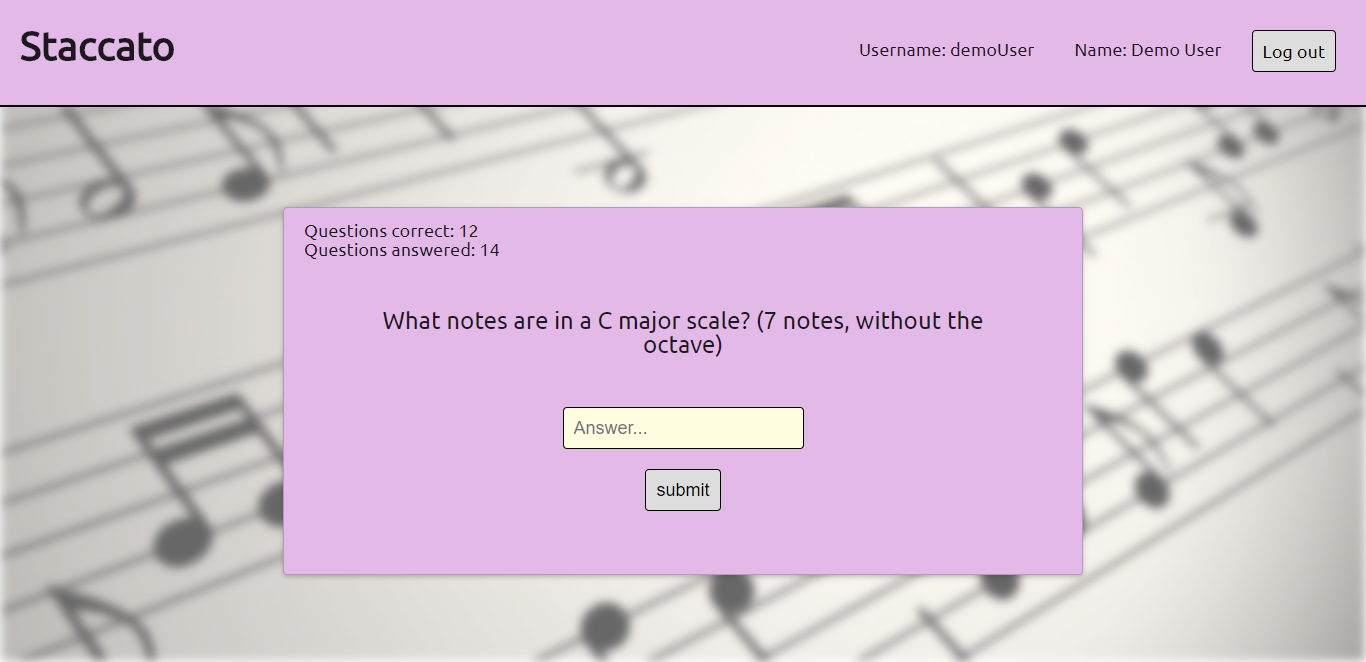 Staccato
Username: demoUser
Name: Demo User
Log out
Questions correct: 12
Questions answered: 14
What notes are in a C major scale? (7 notes, without the
octave)
Answer...
submit